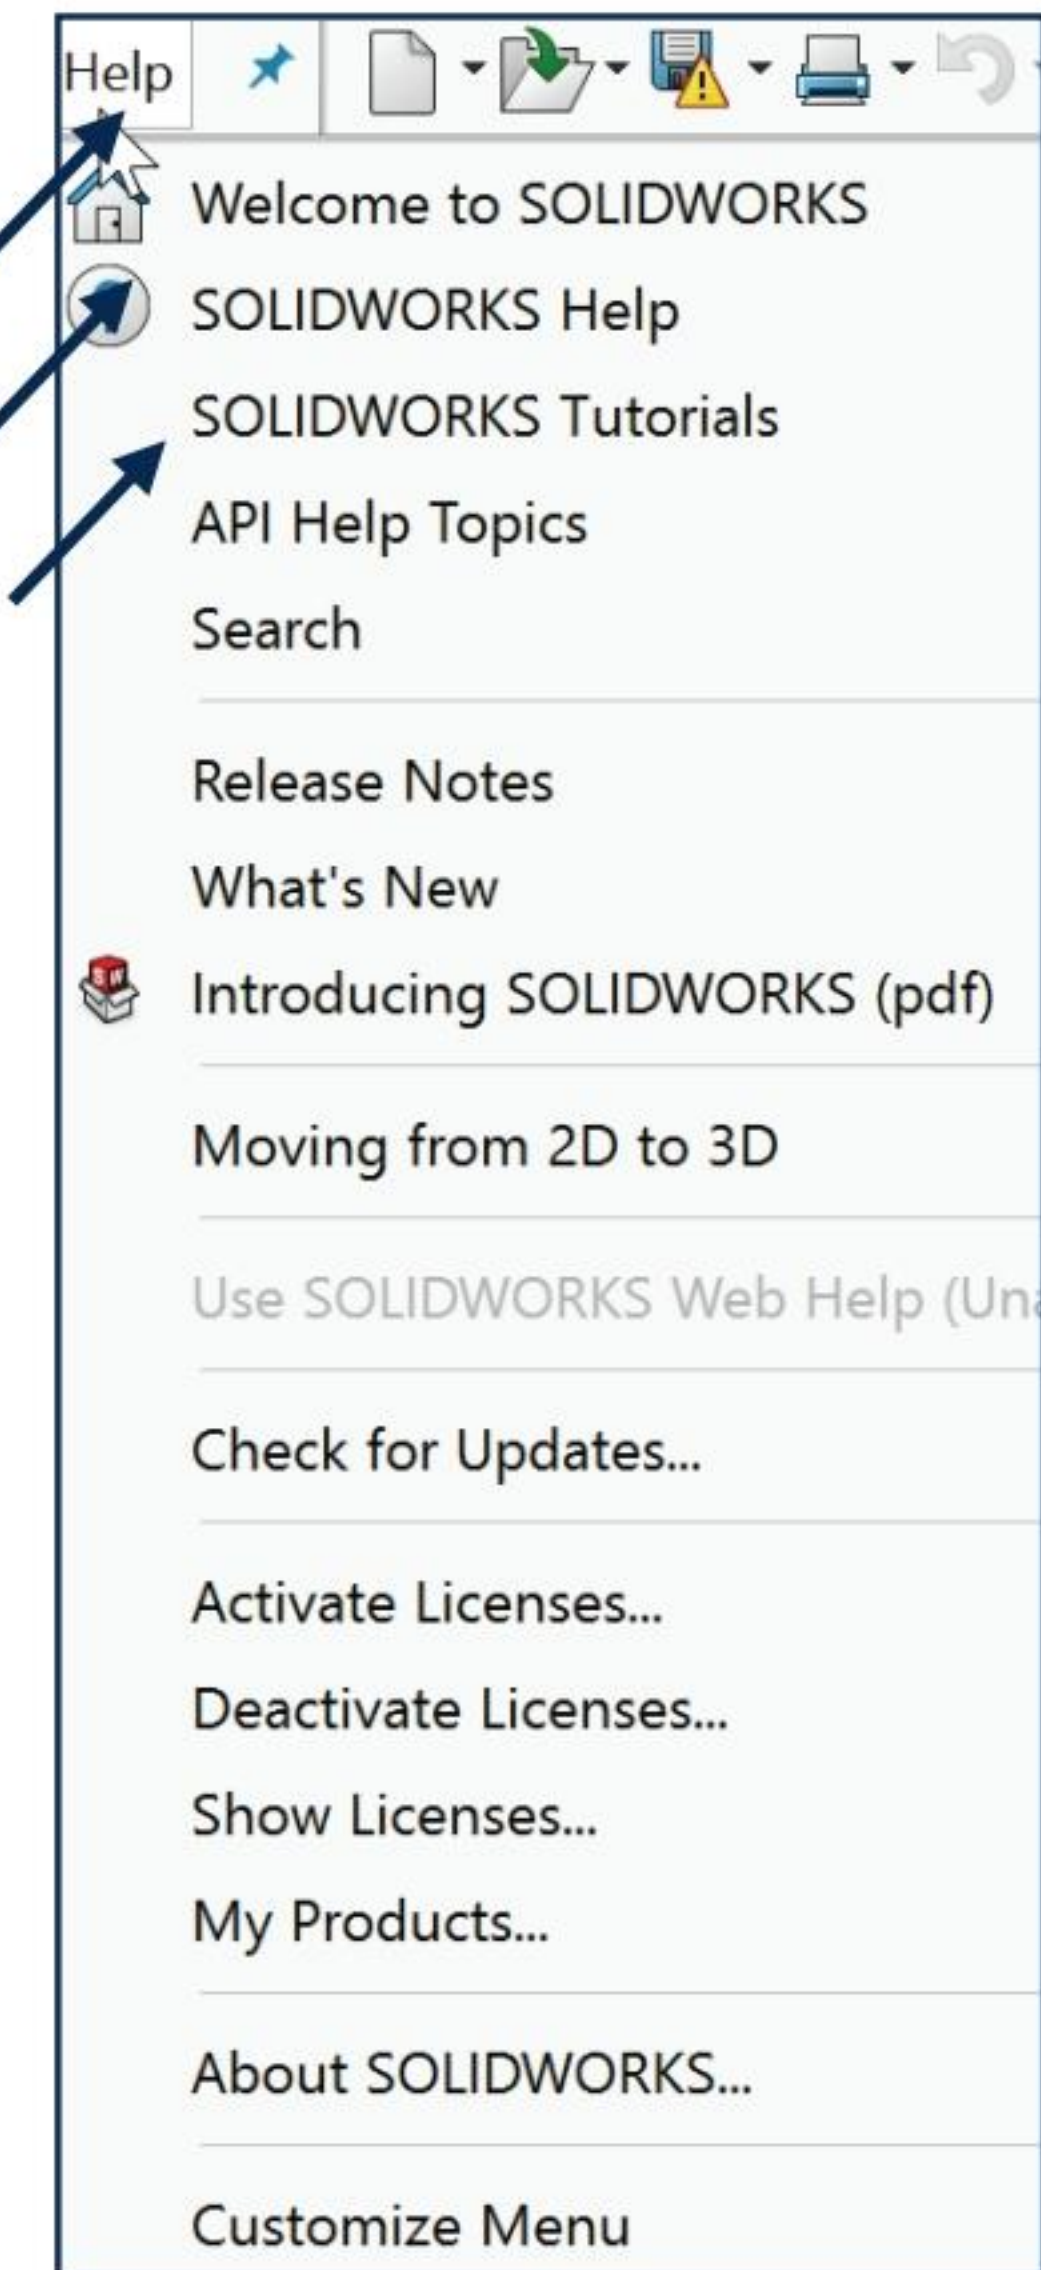 Help
Welcome to SOLIDWORKS
SOLIDWORKS Help
SOLIDWORKS Tutorials
API Help Topics
Search
Release Notes
What's New
SW
Introducing SOLIDWORKS (pdf)
Moving from 2D to 3D
Use SOLIDWORKS Web Help (Una
Check for Updates...
Activate Licenses...
Deactivate Licenses...
Show Licenses...
My Products...
About SOLIDWORKS...
Customize Menu